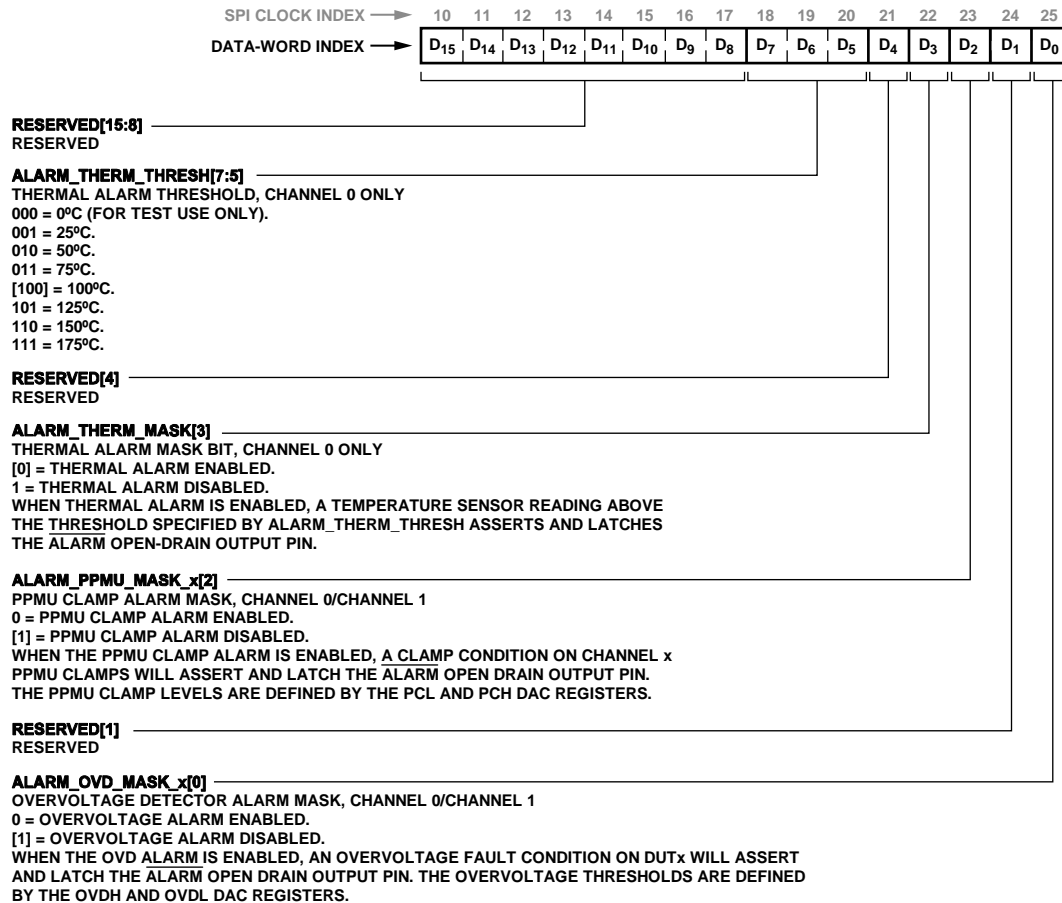 SPI CLOCK INDEX 10 11 12 13 14 15 16 17 18 19 20 21 22 23 24 25
DATA-WORD INDEX D15 D14 D13 D12 D11 D10 D9 D8 D7 D6 D5 D4 D3 D2 D1 D0
RESERVED[15:8]
RESERVED
ALARM_THERM_THRESH[7:5]
THERMAL ALARM THRESHOLD, CHANNEL 0 ONLY
000 = 0ºC (FOR TEST USE ONLY).
001 = 25ºC.
010 = 50ºC.
011 = 75ºC.
[100] = 100ºC.
101 = 125ºC.
110 = 150ºC.
111 = 175ºC.
RESERVED[4]
RESERVED
ALARM_THERM_MASK[3]
THERMAL ALARM MASK BIT, CHANNEL 0 ONLY
[0] = THERMAL ALARM ENABLED.
1 = THERMAL ALARM DISABLED.
WHEN THERMAL ALARM IS ENABLED, A TEMPERATURE SENSOR READING ABOVE
THE THRESHOLD SPECIFIED BY ALARM_THERM_THRESH ASSERTS AND LATCHES
THE ALARM OPEN-DRAIN OUTPUT PIN.
ALARM_PPMU_MASK_x[2]
PPMU CLAMP ALARM MASK, CHANNEL 0/CHANNEL 1
0 = PPMU CLAMP ALARM ENABLED.
[1] = PPMU CLAMP ALARM DISABLED.
WHEN THE PPMU CLAMP ALARM IS ENABLED, A CLAMP CONDITION ON CHANNEL x
PPMU CLAMPS WILL ASSERT AND LATCH THE ALARM OPEN DRAIN OUTPUT PIN.
THE PPMU CLAMP LEVELS ARE DEFINED BY THE PCL AND PCH DAC REGISTERS.
RESERVED[1]
RESERVED
ALARM_OVD_MASK_x[0]
OVERVOLTAGE DETECTOR ALARM MASK, CHANNEL 0/CHANNEL 1
0 = OVERVOLTAGE ALARM ENABLED.
[1] = OVERVOLTAGE ALARM DISABLED.
WHEN THE OVD ALARM IS ENABLED, AN OVERVOLTAGE FAULT CONDITION ON DUTx WILL ASSERT
AND LATCH THE ALARM OPEN DRAIN OUTPUT PIN. THE OVERVOLTAGE THRESHOLDS ARE DEFINED
BY THE OVDH AND OVDL DAC REGISTERS.